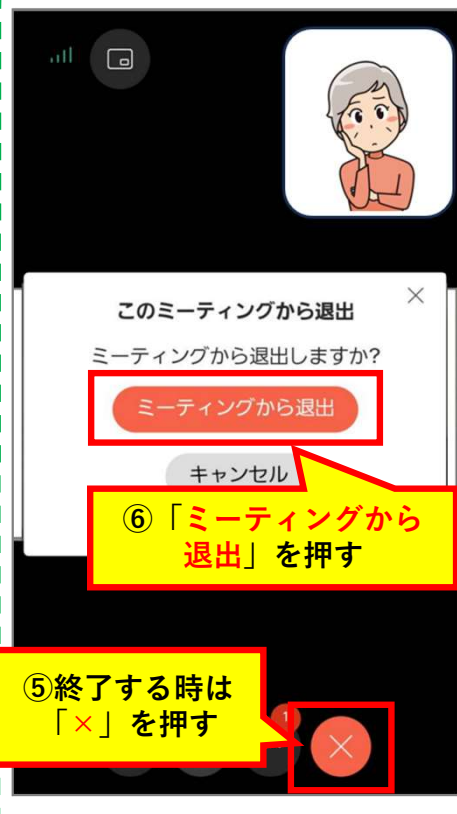 このミーティングから退出
ミーティングから退出しますか?
ミーティングから退出
キャンセル
⑥「ミーティングから
退出」を押す
⑤終了する時は
「×」を押す
1